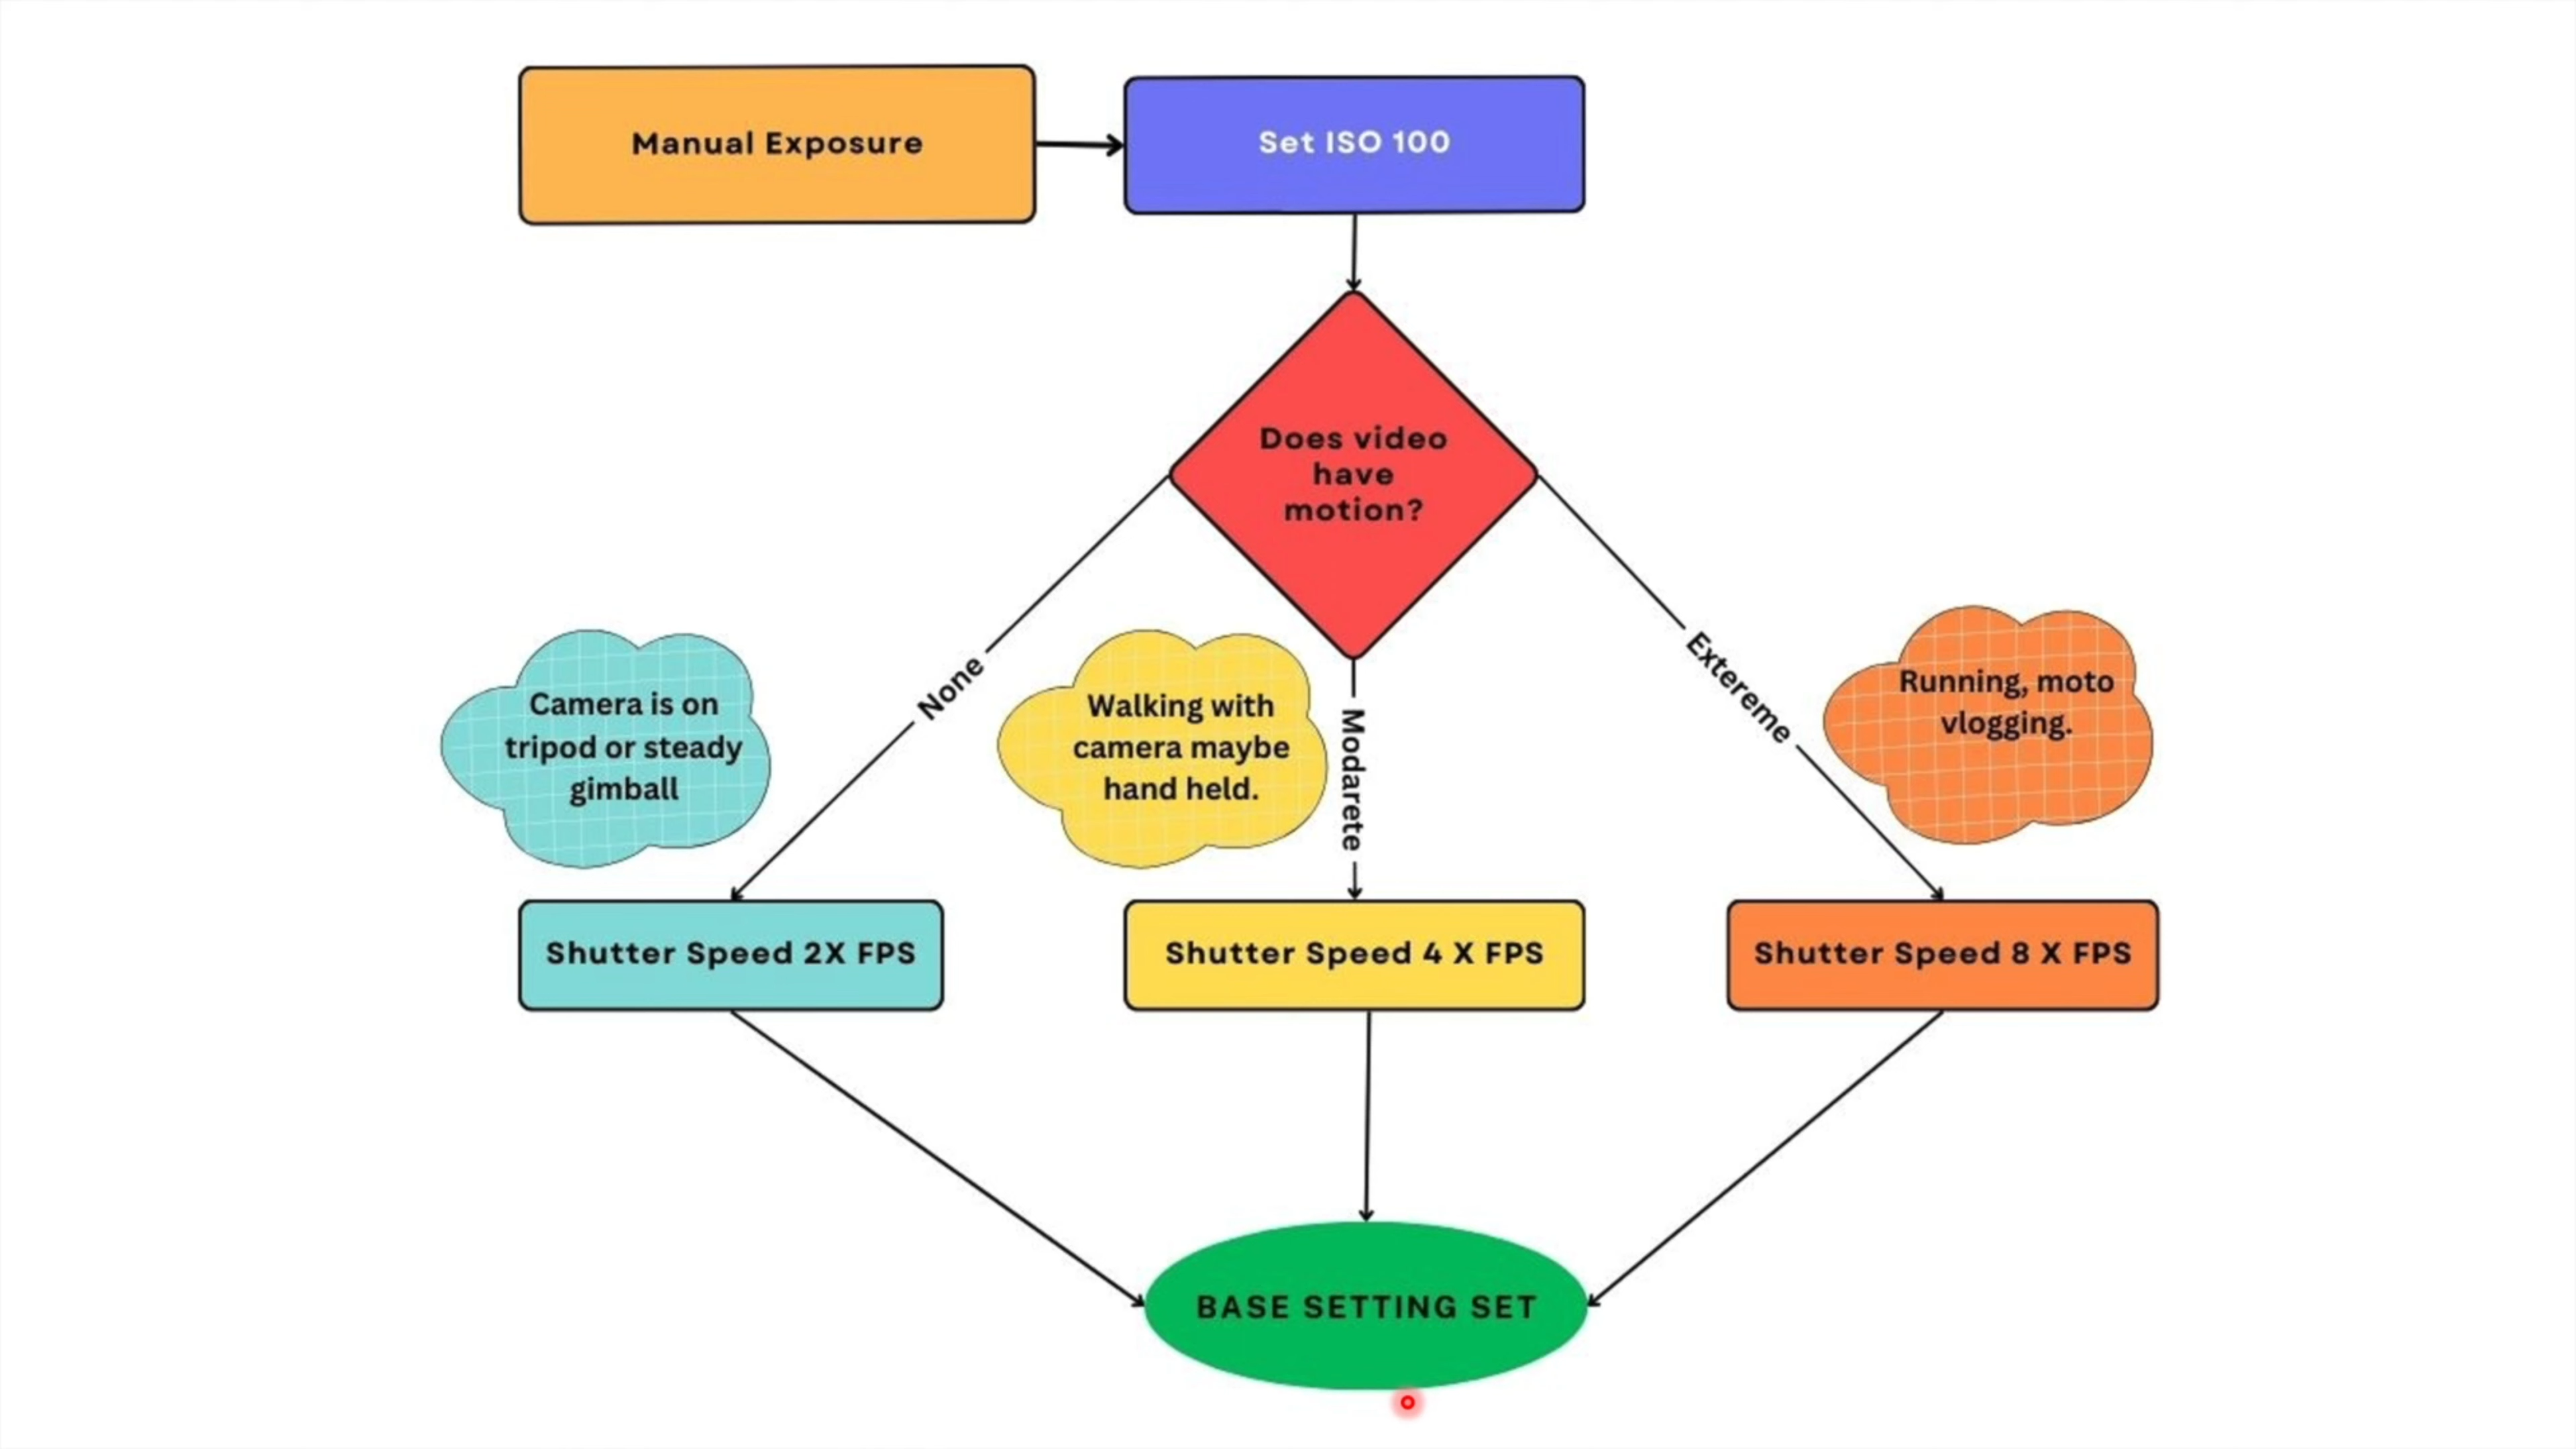 Manual Exposure
Set ISO 100
Does video
have
motion?
None
Modarete
Extereme
Camera is on
tripod or steady
gimball
Walking with
camera maybe
hand held.
Running, moto
vlogging.
Shutter Speed 2X FPS
Shutter Speed 4 X FPS
Shutter Speed 8 X FPS
BASE SETTING SET